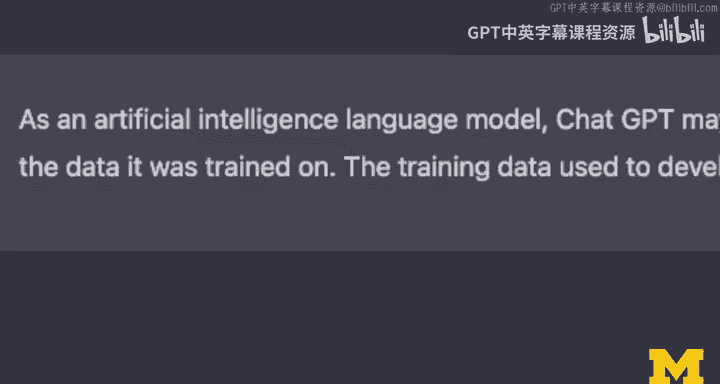 GPT中英字幕课程资源@bilibili.com
GPT中英字幕课程资源 bilibili
As an artificial intelligence language model, Chat GPT ma
the data it was trained on. The training data used to devel
M